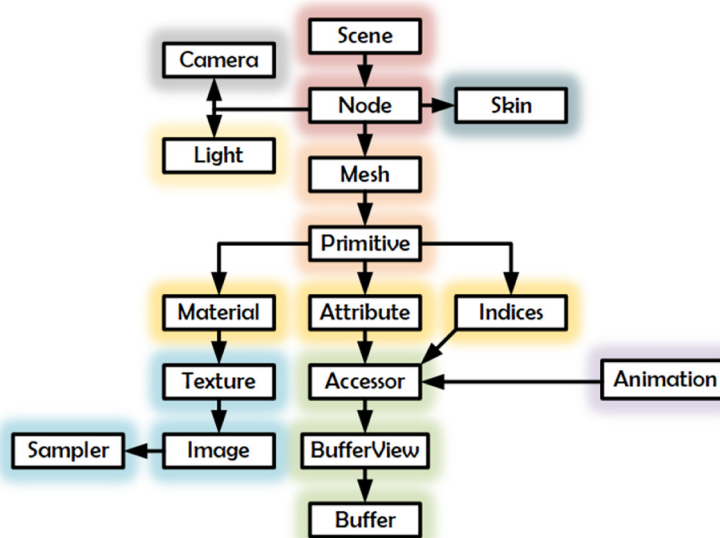 Scene
Camera
Node
Skin
Light
Mesh
Primitive
Material
Attribute
Indices
Texture
Accessor
Animation
Sampler
Image
BufferView
Buffer